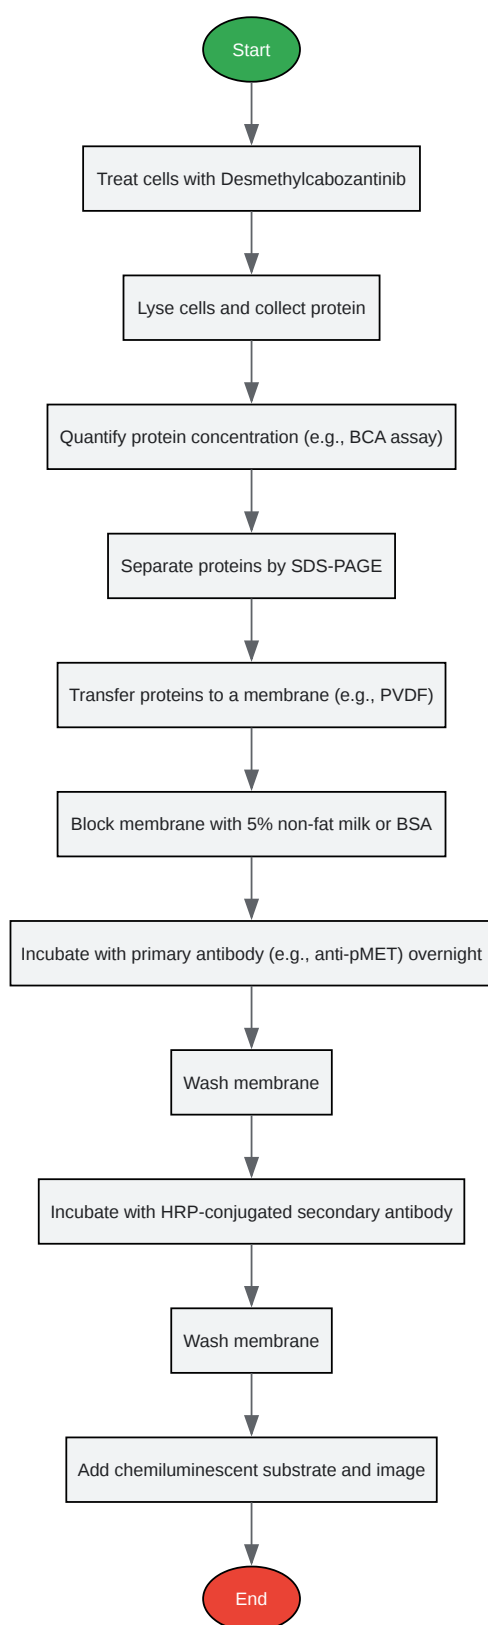 Start
Treat cells with Desmethylcabozantinib
Lyse cells and collect protein
Quantify protein concentration (e.g., BCA assay)
Separate proteins by SDS-PAGE
Transfer proteins to a membrane (e.g., PVDF)
Block membrane with 5% non-fat milk or BSA
Incubate with primary antibody (e.g., anti-pMET) overnight
Wash membrane
Incubate with HRP-conjugated secondary antibody
Wash membrane
Add chemiluminescent substrate and image
End